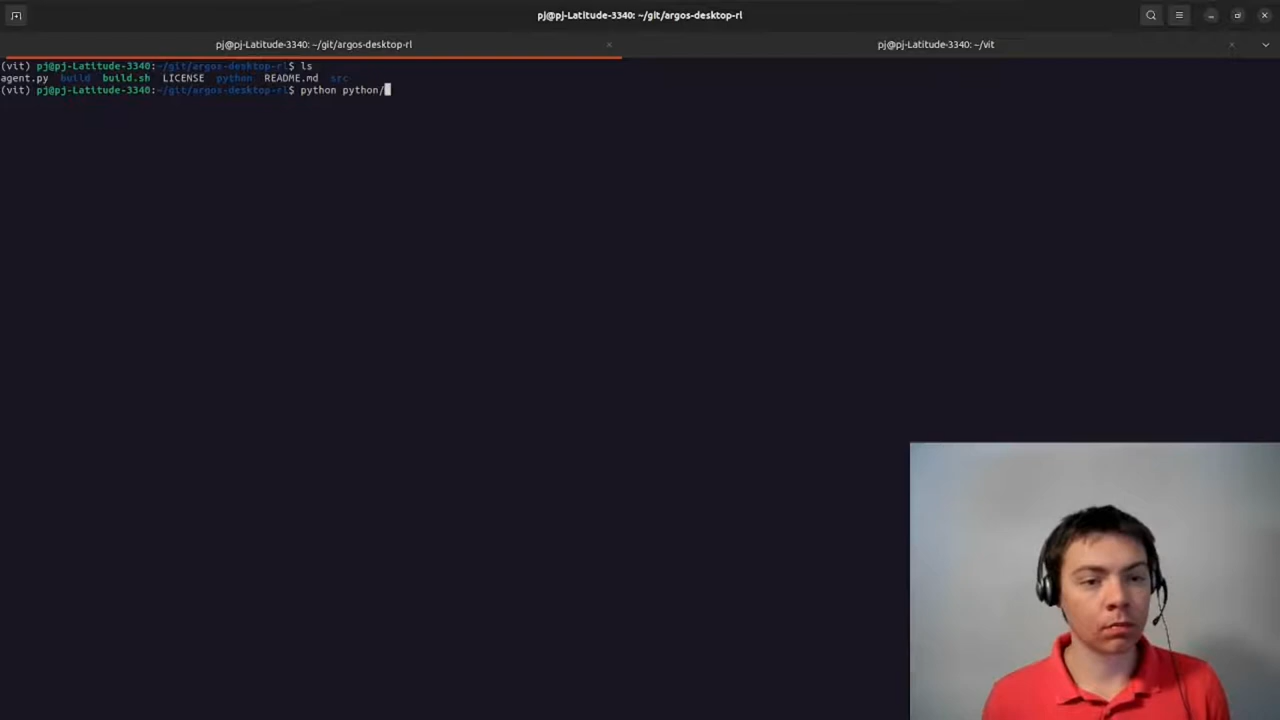 pj@pj-Latitude-3340: ~/git/argos-desktop-rl
pj@pj-Latitude-3340: ~/git/argos-desktop-rl
pj@pj-Latitude-3340: ~/vit
(vit) pj@pj-Latitude-3340:~/git/argos-desktop-rl$ ls
agent.py build build.sh LICENSE python README.md src
(vit) pj@pj-Latitude-3340:~/git/argos-desktop-rl$ python python/